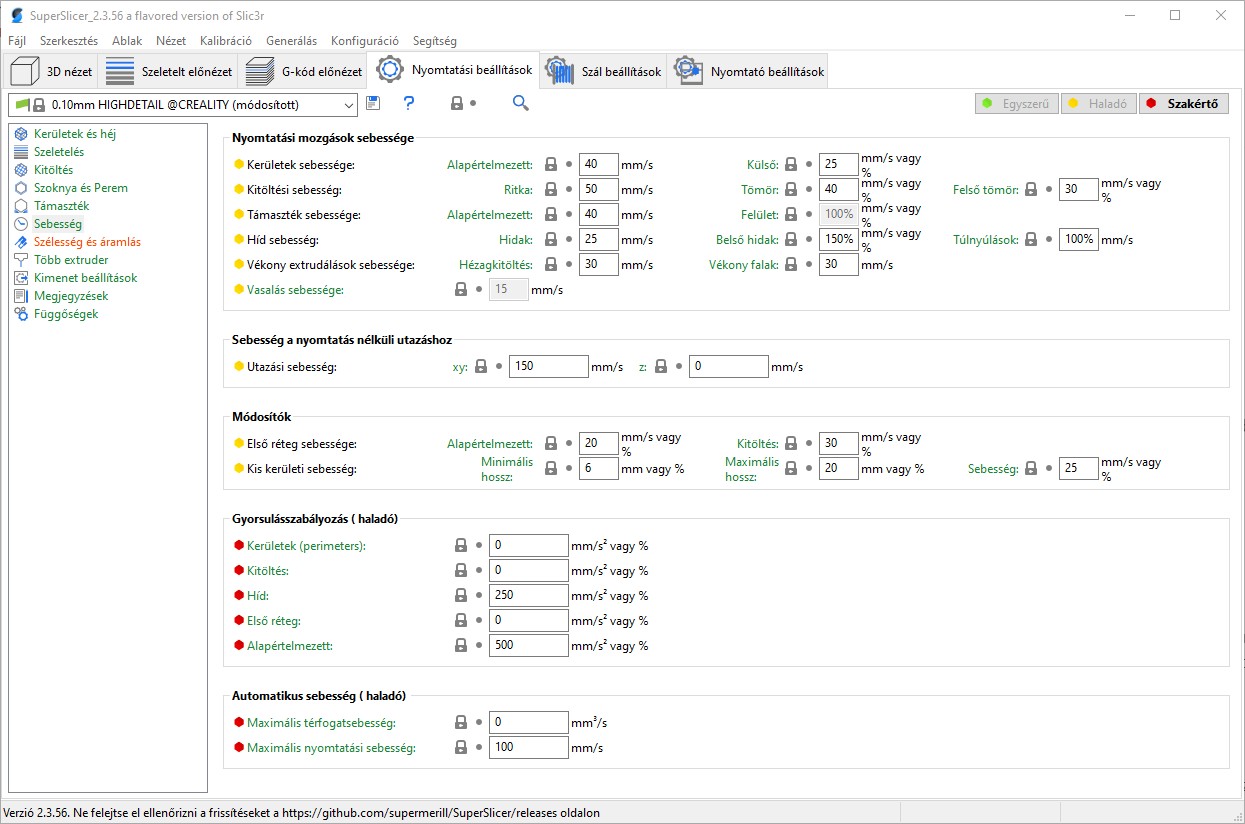 SuperSlicer_2.3.56 a flavored version of Slic3r
Fájl Szerkesztés Ablak Nézet Kalibráció Generálás Konfiguráció Segítség
3D nézet Szeletelt előnézet G-kód előnézet Nyomtatási beállítások Szál beállítások Nyomtató beállítások
0.10mm HIGHDETAIL @CREALITY (módosított) ? Egyszerű Haladó Szakértő
Kerületek és héj
Szeletelés
Kitöltés
Szoknya és Perem
Támaszték
Sebesség
Szélesség és áramlás
Több extruder
Kimenet beállítások
Megjegyzések
Függőségek
Nyomtatási mozgások sebessége
Kerületek sebessége: Alapértelmezett: 40 mm/s Külső: 25 mm/s vagy %
Kitöltési sebesség: Ritka: 50 mm/s Tömör: 40 mm/s vagy % Felső tömör: 30 mm/s vagy %
Támaszték sebessége: Alapértelmezett: 40 mm/s Felület: 100% mm/s vagy %
Híd sebesség: Hidak: 25 mm/s Belső hidak: 150% mm/s vagy % Túlnyúlások: 100% mm/s
Vékony extrudálások sebessége: Hézagkitöltés: 30 mm/s Vékony falak: 30 mm/s
Vasalás sebessége: 15 mm/s
Sebesség a nyomtatás nélküli utazáshoz
Utazási sebesség: xy: 150 mm/s z: 0 mm/s
Módosítók
Első réteg sebessége: Alapértelmezett: 20 mm/s vagy % Kitöltés: 30 mm/s vagy %
Kis kerületi sebesség: Minimális hossz: 6 mm vagy % Maximális hossz: 20 mm vagy % Sebesség: 25 mm/s vagy %
Gyorsulásszabályozás ( haladó)
Kerületek (perimeters): 0 mm/s² vagy %
Kitöltés: 0 mm/s² vagy %
Híd: 250 mm/s² vagy %
Első réteg: 0 mm/s² vagy %
Alapértelmezett: 500 mm/s² vagy %
Automatikus sebesség ( haladó)
Maximális térfogatsebesség: 0 mm³/s
Maximális nyomtatási sebesség: 100 mm/s
Verzió 2.3.56. Ne felejtse el ellenőrizni a frissítéseket a https://github.com/supermerill/SuperSlicer/releases oldalon